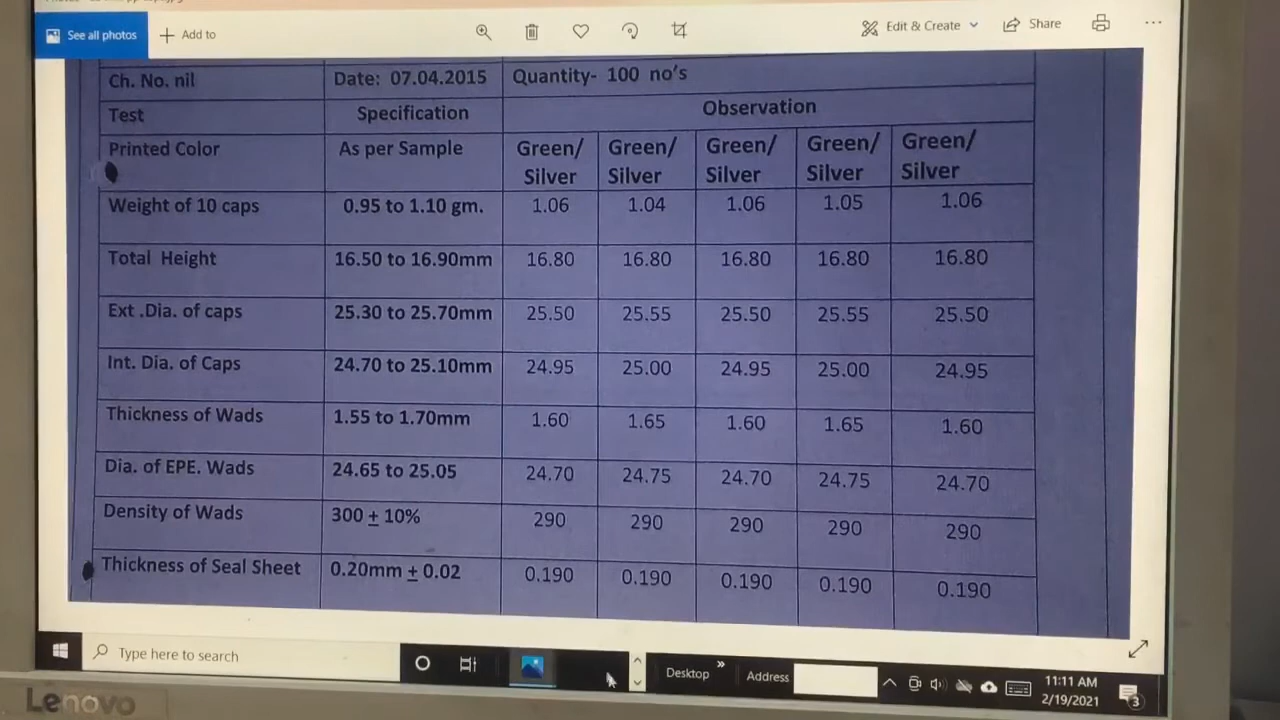 See all photos + Add to Edit & Create Share
Ch. No. nil Date: 07.04.2015 Quantity- 100 no's
Test Specification Observation
Printed Color As per Sample Green/ Green/ Green/ Green/ Green/
Silver Silver Silver Silver Silver
Weight of 10 caps 0.95 to 1.10 gm. 1.06 1.04 1.06 1.05 1.06
Total Height 16.50 to 16.90mm 16.80 16.80 16.80 16.80 16.80
Ext .Dia. of caps 25.30 to 25.70mm 25.50 25.55 25.50 25.55 25.50
Int. Dia. of Caps 24.70 to 25.10mm 24.95 25.00 24.95 25.00 24.95
Thickness of Wads 1.55 to 1.70mm 1.60 1.65 1.60 1.65 1.60
Dia. of EPE. Wads 24.65 to 25.05 24.70 24.75 24.70 24.75 24.70
Density of Wads 300 ± 10% 290 290 290 290 290
Thickness of Seal Sheet 0.20mm ± 0.02 0.190 0.190 0.190 0.190 0.190
Type here to search Desktop » Address 11:11 AM
2/19/2021 3
Lenovo